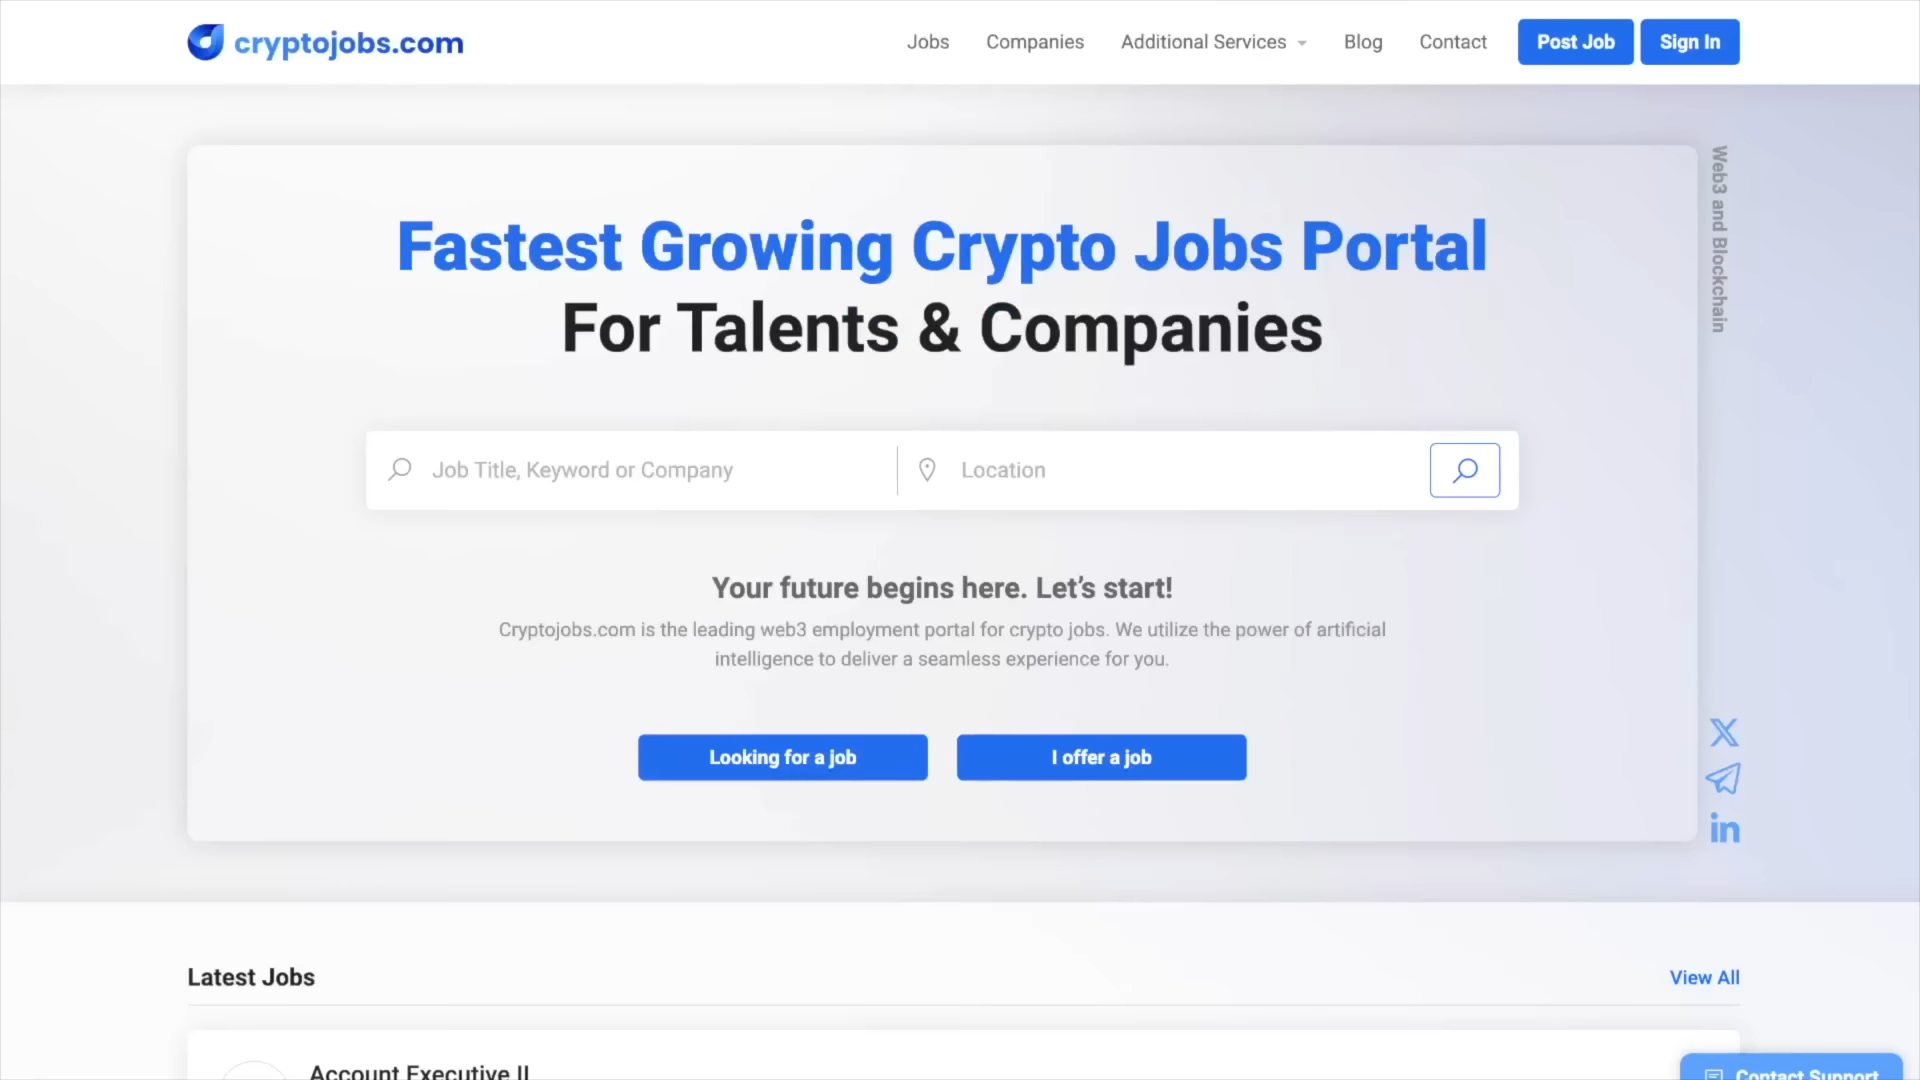 cryptojobs.com
Jobs
Companies
Additional Services
Blog
Contact
Post Job
Sign In
Web3 and Blockchain
Fastest Growing Crypto Jobs Portal
For Talents & Companies
Job Title, Keyword or Company
Location
Your future begins here. Let’s start!
Cryptojobs.com is the leading web3 employment portal for crypto jobs. We utilize the power of artificial
intelligence to deliver a seamless experience for you.
Looking for a job
I offer a job
Latest Jobs
View All
Account Executive II
Contact Support